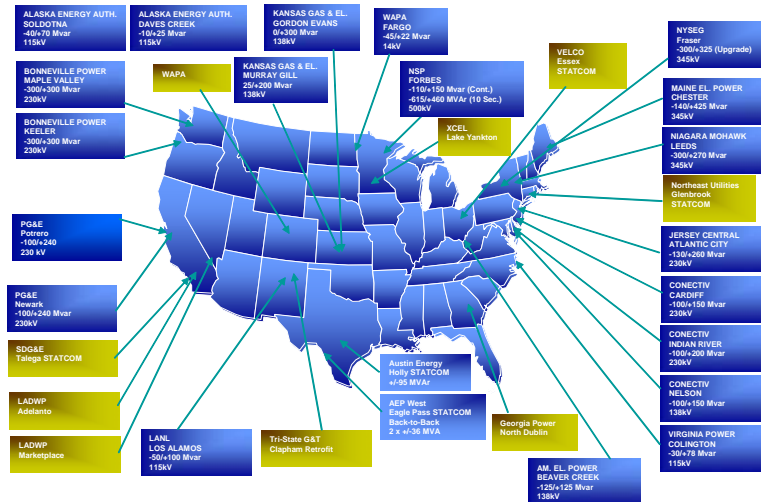 ALASKA ENERGY AUTH.
SOLDOTNA
-40/+70 Mvar
115kV
ALASKA ENERGY AUTH.
DAVES CREEK
-10/+25 Mvar
115kV
KANSAS GAS & EL.
GORDON EVANS
0/+300 Mvar
138kV
WAPA
FARGO
-45/+22 Mvar
14kV
NYSEG
Fraser
-300/+325 (Upgrade)
345kV
VELCO
Essex
STATCOM
BONNEVILLE POWER
MAPLE VALLEY
-300/+300 Mvar
230kV
WAPA
KANSAS GAS & EL.
MURRAY GILL
25/+200 Mvar
138kV
NSP
FORBES
-110/+150 Mvar (Cont.)
-615/+460 MVAr (10 Sec.)
500kV
MAINE EL. POWER
CHESTER
-140/+425 Mvar
345kV
BONNEVILLE POWER
KEELER
-300/+300 Mvar
230kV
XCEL
Lake Yankton
NIAGARA MOHAWK
LEEDS
-300/+270 Mvar
345kV
Northeast Utilities
Glenbrook
STATCOM
PG&E
Potrero
-100/+240
230 kV
JERSEY CENTRAL
ATLANTIC CITY
-130/+260 Mvar
230kV
PG&E
Newark
-100/+240 Mvar
230kV
CONECTIV
CARDIFF
-100/+150 Mvar
230kV
SDG&E
Talega STATCOM
CONECTIV
INDIAN RIVER
-100/+200 Mvar
230kV
Austin Energy
Holly STATCOM
+/-95 MVAr
LADWP
Adelanto
AEP West
Eagle Pass STATCOM
Back-to-Back
2 x +/-36 MVA
CONECTIV
NELSON
-100/+150 Mvar
138kV
LADWP
Marketplace
LANL
LOS ALAMOS
-50/+100 Mvar
115kV
Tri-State G&T
Clapham Retrofit
Georgia Power
North Dublin
VIRGINIA POWER
COLINGTON
-30/+78 Mvar
115kV
AM. EL. POWER
BEAVER CREEK
-125/+125 Mvar
138kV